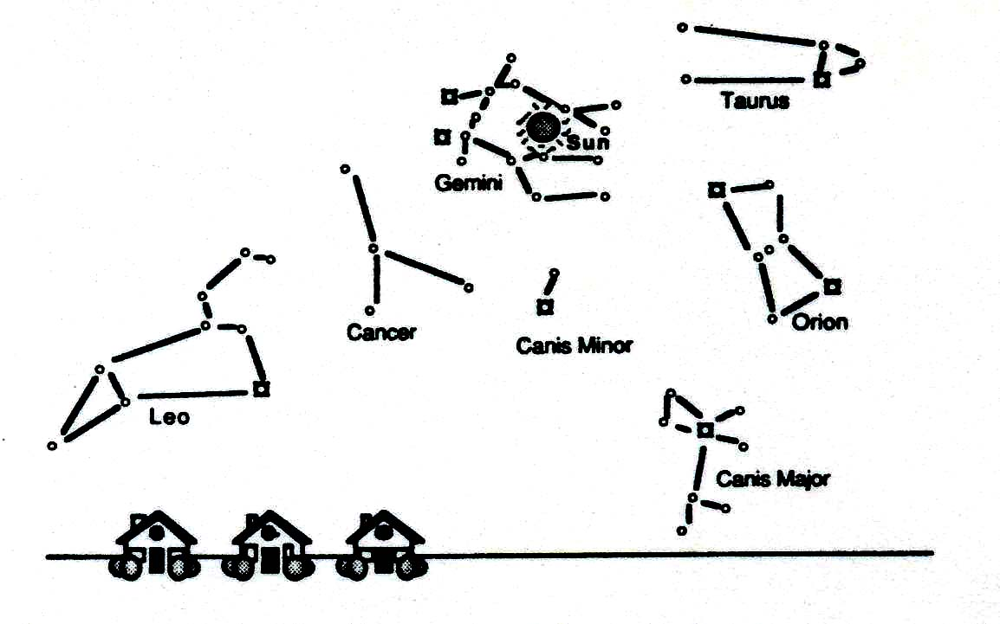 Taurus
Sun
Gemini
Cancer
Canis Minor
Orion
Leo
Canis Major